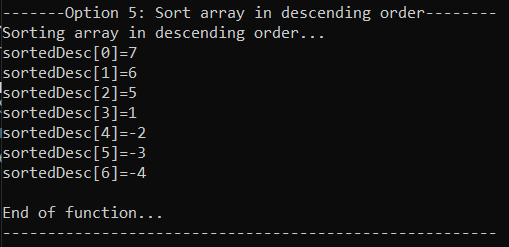 -------Option 5: Sort array in descending order--------
Sorting array in descending order...
sortedDesc[0]=7
sortedDesc[1]=6
sortedDesc[2]=5
sortedDesc[3]=1
sortedDesc[4]=-2
sortedDesc[5]=-3
sortedDesc[6]=-4
End of function...
------------------------------------------------------